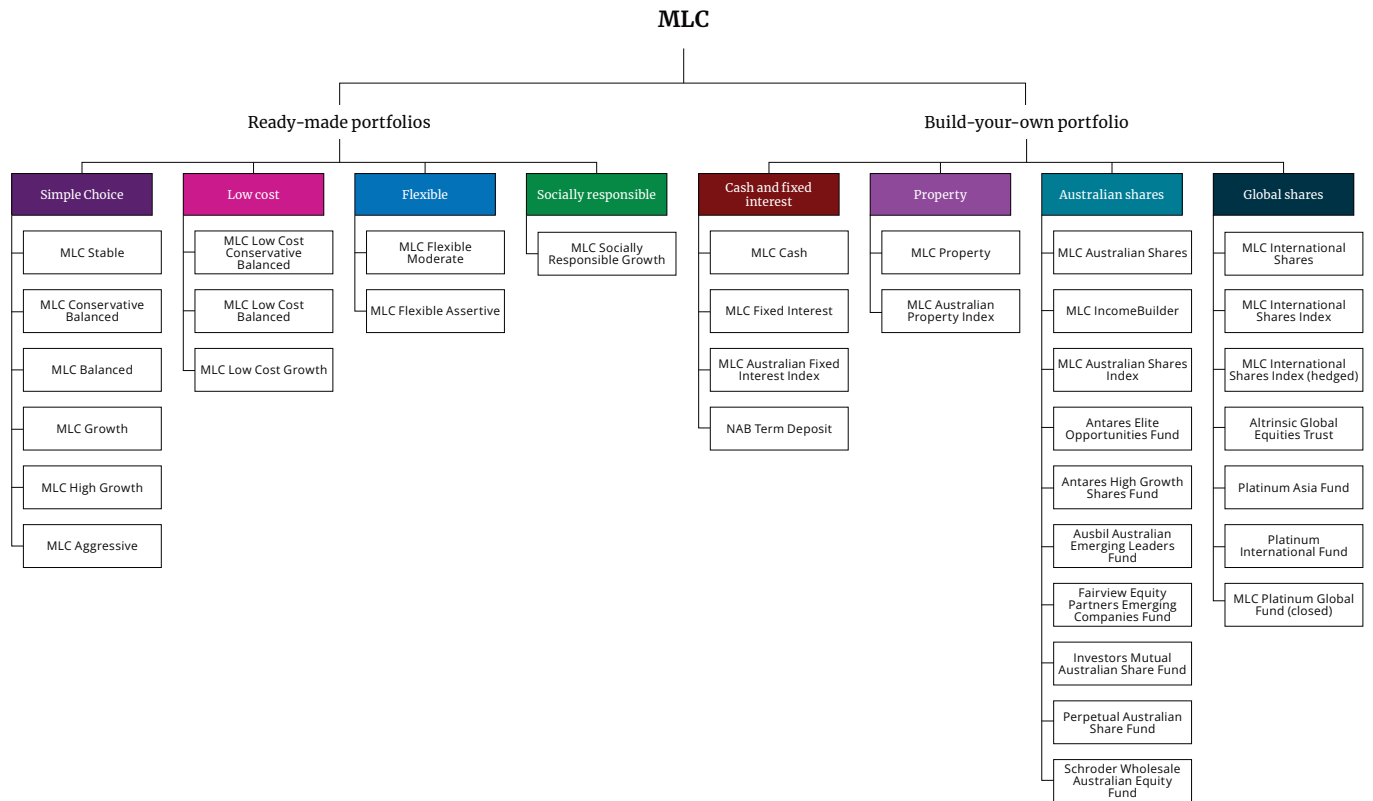 MLC
Ready-made portfolios
Build-your-own portfolio
Simple Choice
MLC Stable
MLC Conservative
Balanced
MLC Balanced
MLC Growth
MLC High Growth
MLC Aggressive
Low cost
MLC Low Cost
Conservative
Balanced
MLC Low Cost
Balanced
MLC Low Cost Growth
Flexible
MLC Flexible
Moderate
MLC Flexible Assertive
Socially responsible
MLC Socially
Responsible Growth
Cash and fixed
interest
MLC Cash
MLC Fixed Interest
MLC Australian Fixed
Interest Index
NAB Term Deposit
Property
MLC Property
MLC Australian
Property Index
Australian shares
MLC Australian Shares
MLC IncomeBuilder
MLC Australian Shares
Index
Antares Elite
Opportunities Fund
Antares High Growth
Shares Fund
Ausbil Australian
Emerging Leaders
Fund
Fairview Equity
Partners Emerging
Companies Fund
Investors Mutual
Australian Share Fund
Perpetual Australian
Share Fund
Schroder Wholesale
Australian Equity
Fund
Global shares
MLC International
Shares
MLC International
Shares Index
MLC International
Shares Index (hedged)
Altrinsic Global
Equities Trust
Platinum Asia Fund
Platinum
International Fund
MLC Platinum Global
Fund (closed)